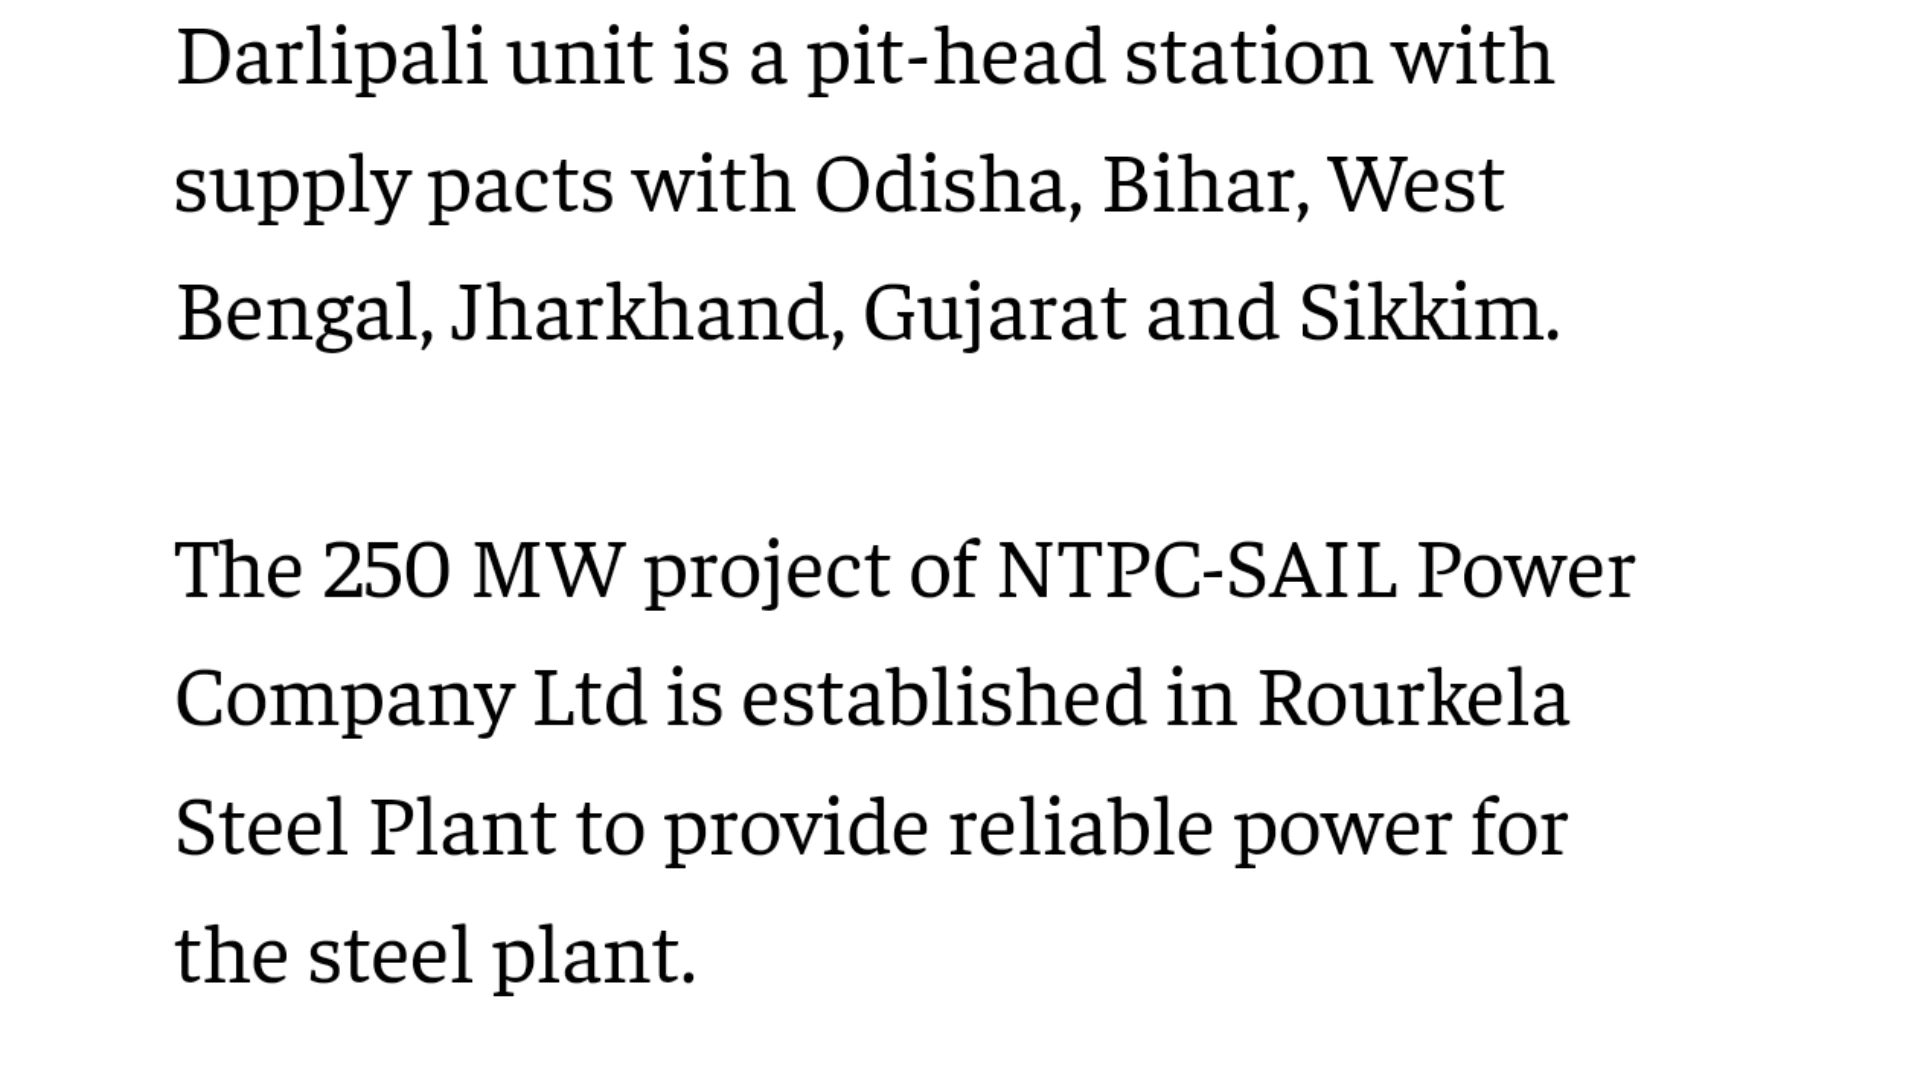 Darlipali unit is a pit-head station with
supply pacts with Odisha, Bihar, West
Bengal, Jharkhand, Gujarat and Sikkim.
The 250 MW project of NTPC-SAIL Power
Company Ltd is established in Rourkela
Steel Plant to provide reliable power for
the steel plant.